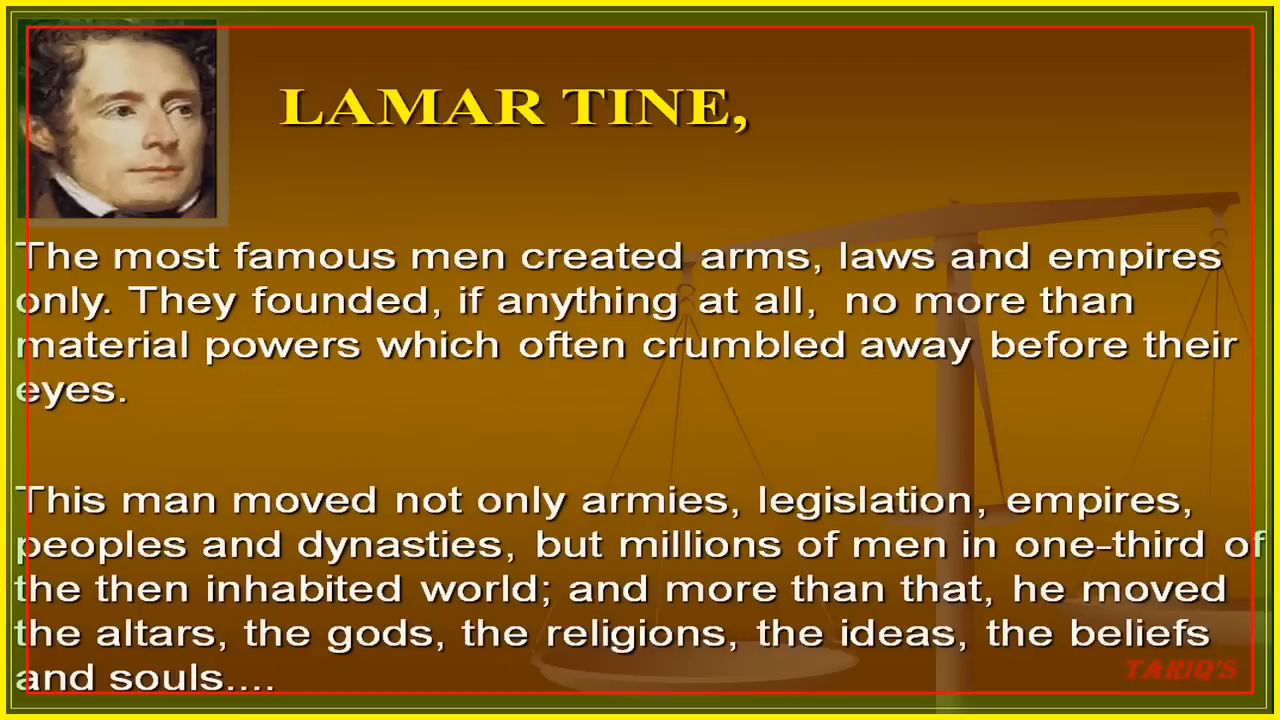 LAMAR TINE,
The most famous men created arms, laws and empires
only. They founded, if anything at all, no more than
material powers which often crumbled away before their
eyes.
This man moved not only armies, legislation, empires,
peoples and dynasties, but millions of men in one-third of
the then inhabited world; and more than that, he moved
the altars, the gods, the religions, the ideas, the beliefs
and souls....
TARIQ'S